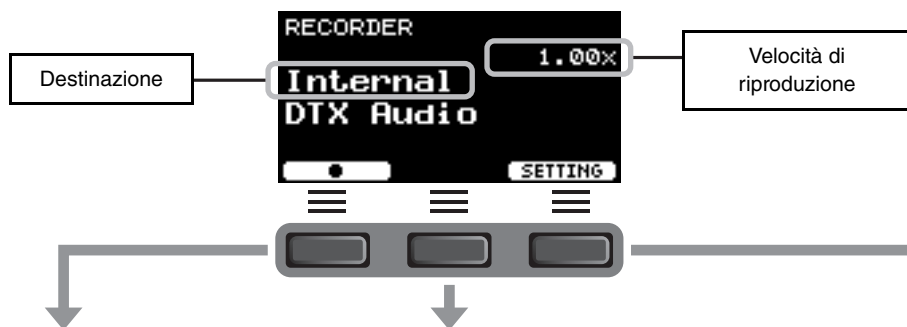 RECORDER
1.00x
Destinazione
Internal
Velocità di
riproduzione
DTX Audio
SETTING